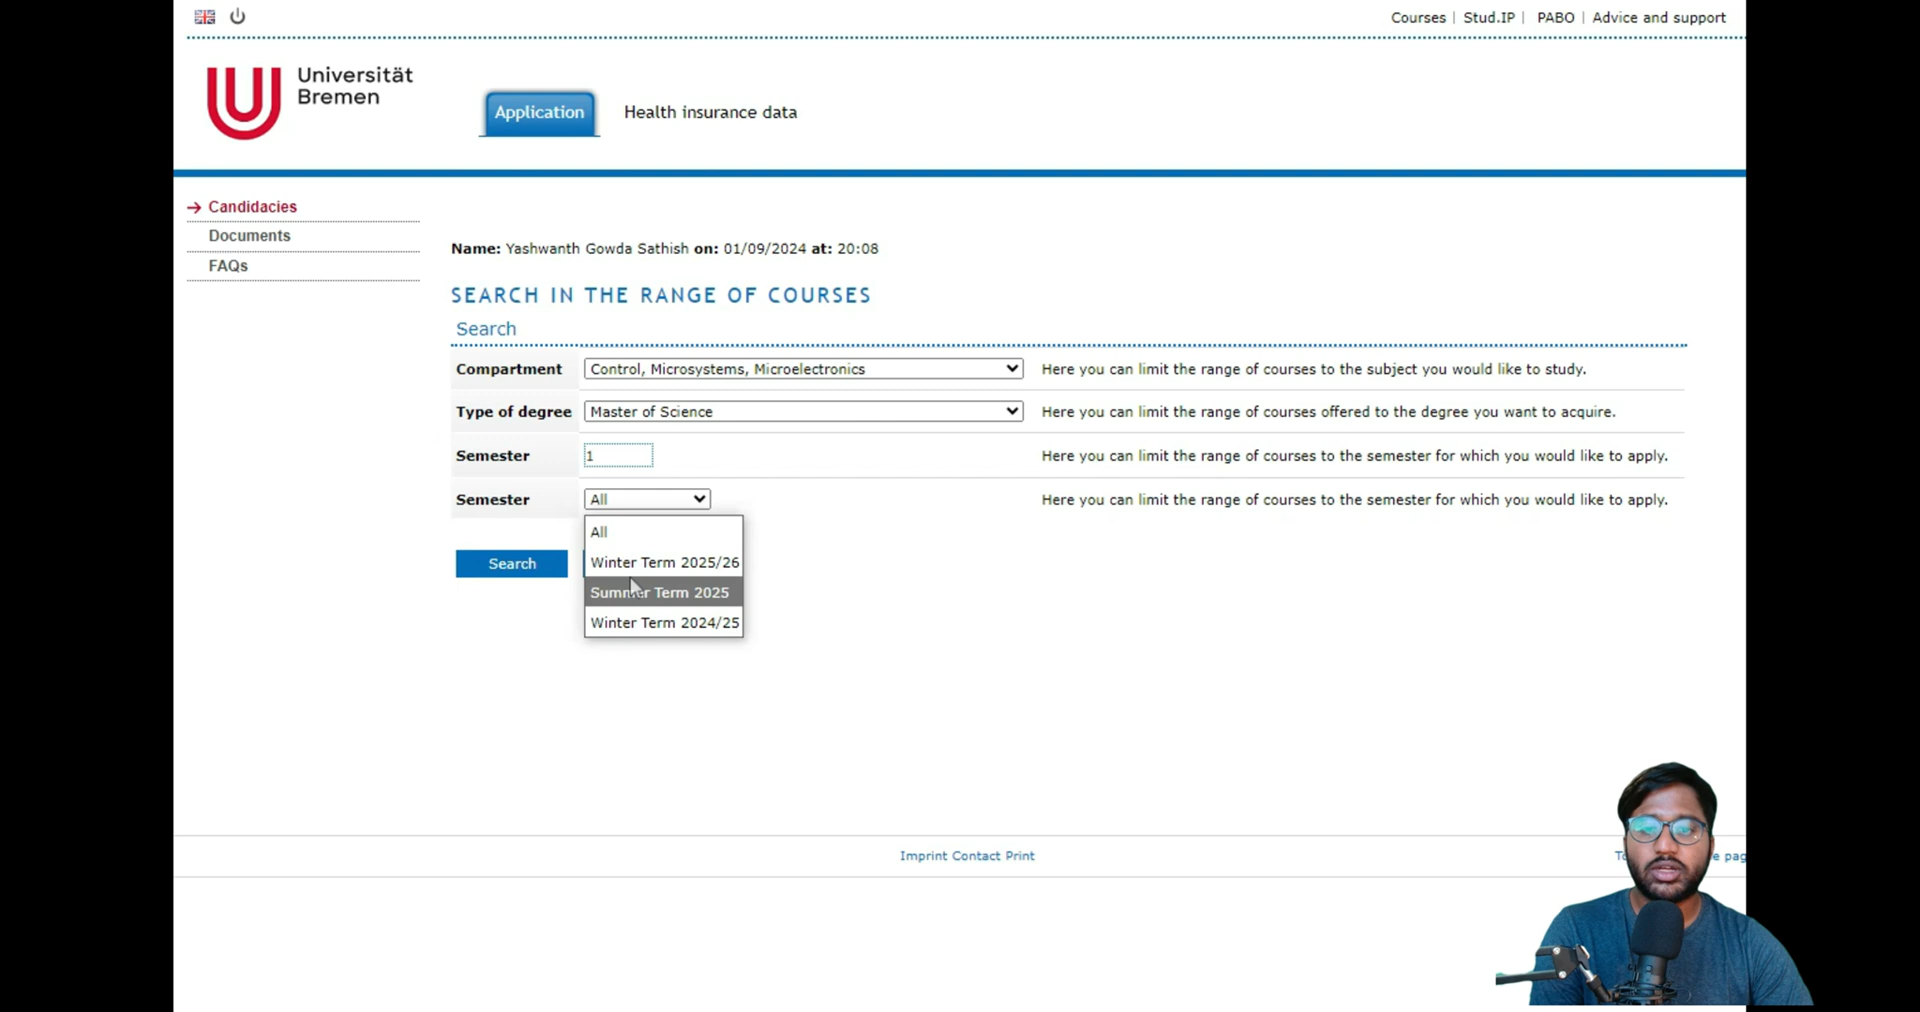 Courses | Stud.IP | PABO | Advice and support
Universität
Bremen
Application
Health insurance data
Candidacies
Documents
FAQs
Name: Yashwanth Gowda Sathish on: 01/09/2024 at: 20:08
SEARCH IN THE RANGE OF COURSES
Search
Compartment
Control, Microsystems, Microelectronics
Here you can limit the range of courses to the subject you would like to study.
Type of degree
Master of Science
Here you can limit the range of courses offered to the degree you want to acquire.
Semester
1
Here you can limit the range of courses to the semester for which you would like to apply.
Semester
All
Here you can limit the range of courses to the semester for which you would like to apply.
All
Winter Term 2025/26
Summer Term 2025
Winter Term 2024/25
Search
Imprint Contact Print